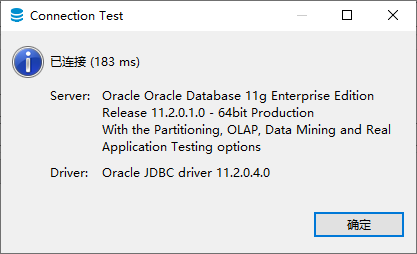 Connection Test
已连接 (183 ms)
Server: Oracle Oracle Database 11g Enterprise Edition
Release 11.2.0.1.0 - 64bit Production
With the Partitioning, OLAP, Data Mining and Real
Application Testing options
Driver: Oracle JDBC driver 11.2.0.4.0
确定